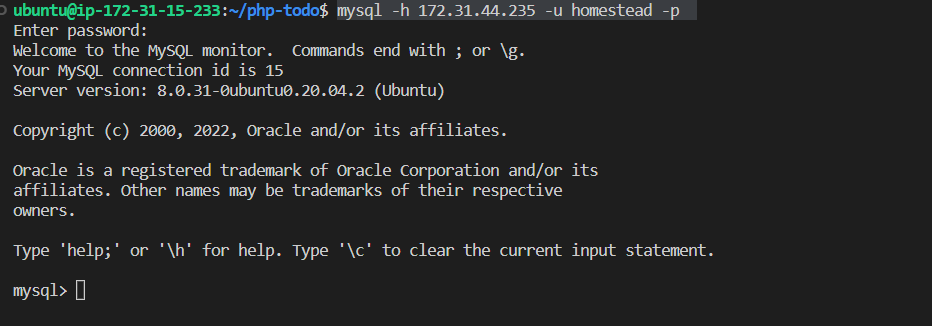 ubuntu@ip-172-31-15-233:~/php-todo$ mysql -h 172.31.44.235 -u homestead -p
Enter password:
Welcome to the MySQL monitor.  Commands end with ; or \g.
Your MySQL connection id is 15
Server version: 8.0.31-0ubuntu0.20.04.2 (Ubuntu)
Copyright (c) 2000, 2022, Oracle and/or its affiliates.
Oracle is a registered trademark of Oracle Corporation and/or its
affiliates. Other names may be trademarks of their respective
owners.
Type 'help;' or '\h' for help. Type '\c' to clear the current input statement.
mysql>